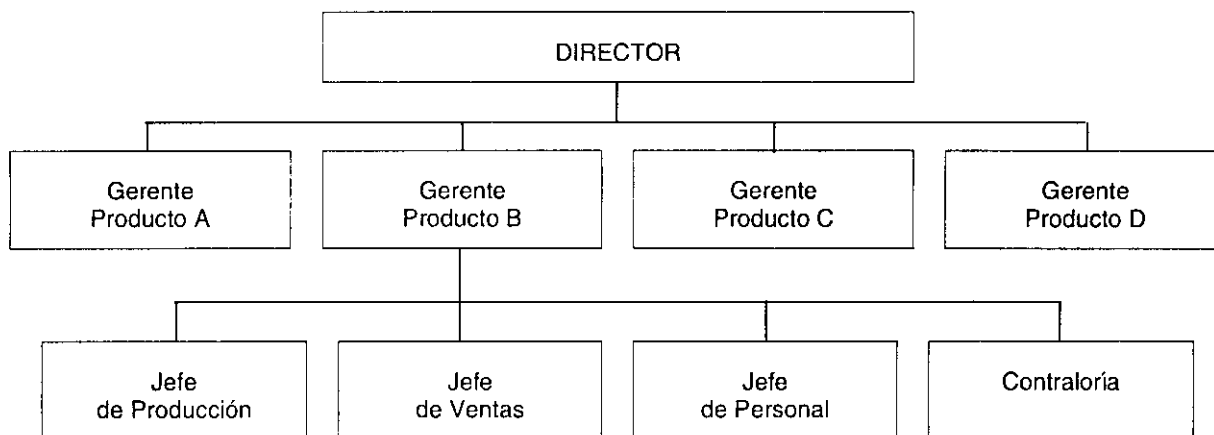 DIRECTOR
Gerente
Producto A
Gerente
Producto B
Gerente
Producto C
Gerente
Producto D
Jefe
de Producción
Jefe
de Ventas
Jefe
de Personal
Contraloría